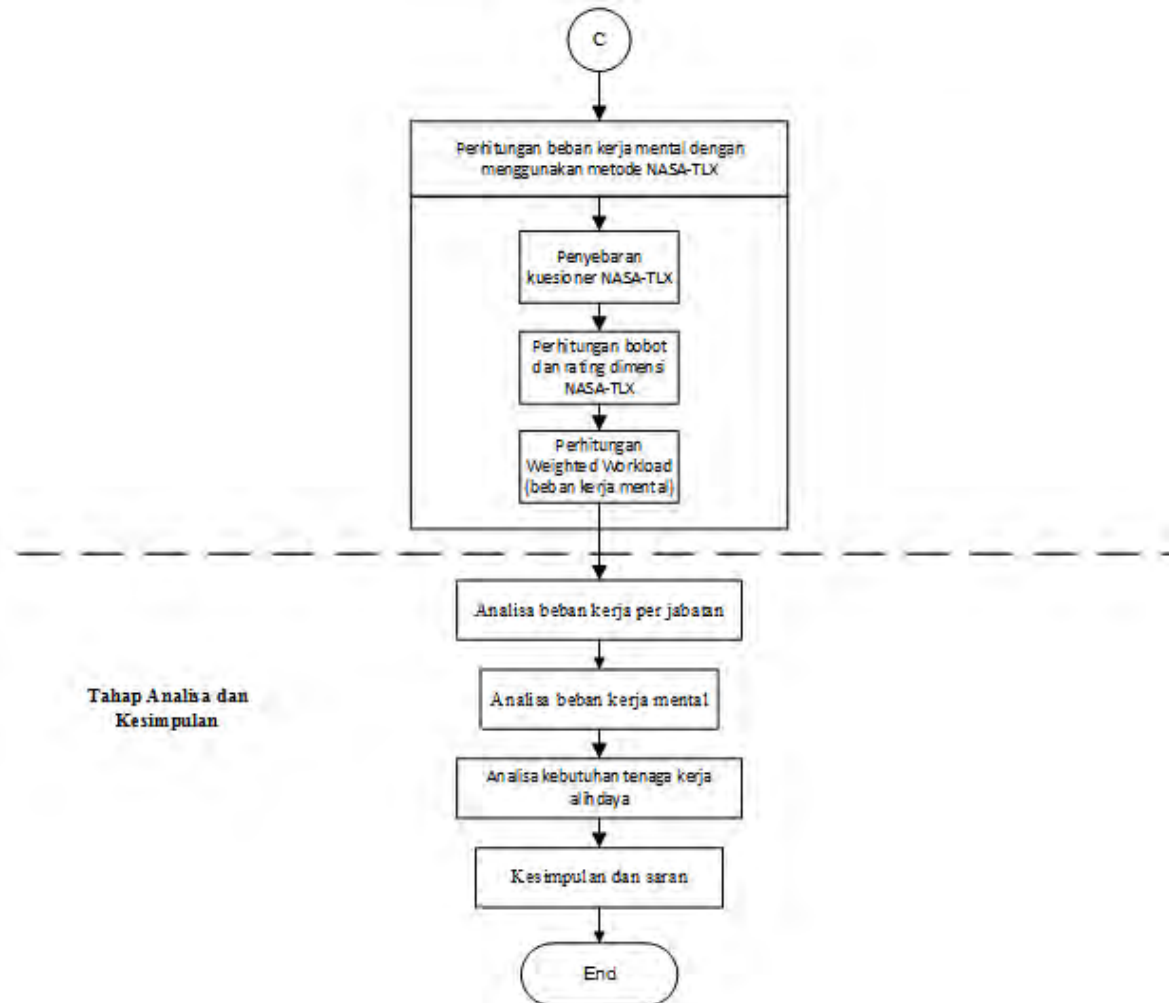 C
Perhitungan beban kerja mental dengan
menggunakan metode NASA-TLX
Penyebaran
kuesioner NASA-TLX
Perhitungan bobot
dan rating dimensi
NASA-TLX
Perhitungan
Weighted Workload
(beban kerja mental)
Analisa beban kerja per jabatan
Tahap Analisa dan
Kesimpulan
Analisa beban kerja mental
Analisa kebutuhan tenaga kerja
alihdaya
Kesimpulan dan saran
End